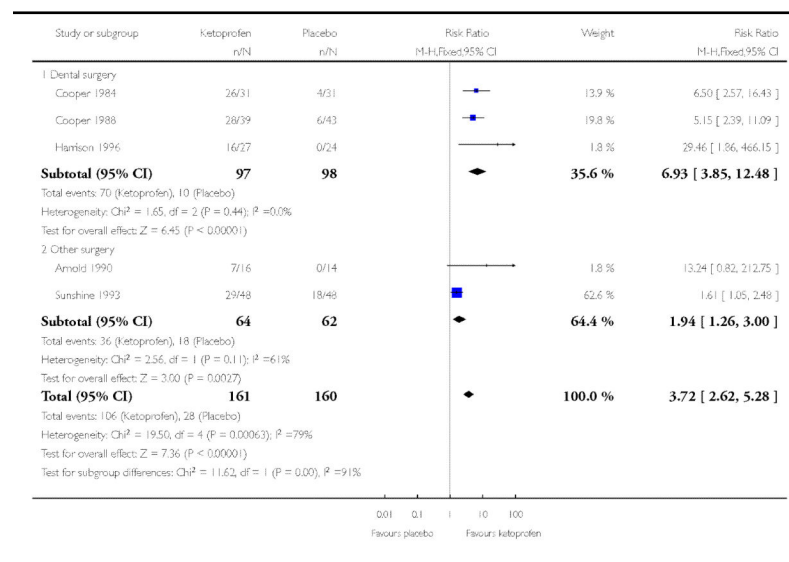 Study or subgroup Ketoprofen Placebo Risk Ratio Weight Risk Ratio
n/N n/N M-H,Fixed,95% CI M-H,Fixed,95% CI
1 Dental surgery
Cooper 1984 26/31 4/31 13.9 % 6.50 [ 2.57, 16.43 ]
Cooper 1988 28/39 6/43 19.8 % 5.15 [ 2.39, 11.09 ]
Harrison 1996 16/27 0/24 1.8 % 29.46 [ 1.86, 466.15 ]
Subtotal (95% CI) 97 98 35.6 % 6.93 [ 3.85, 12.48 ]
Total events: 70 (Ketoprofen), 10 (Placebo)
Heterogeneity: Chi² = 1.65, df = 2 (P = 0.44); I² =0.0%
Test for overall effect: Z = 6.45 (P < 0.00001)
2 Other surgery
Arnold 1990 7/16 0/14 1.8 % 13.24 [ 0.82, 212.75 ]
Sunshine 1993 29/48 18/48 62.6 % 1.61 [ 1.05, 2.48 ]
Subtotal (95% CI) 64 62 64.4 % 1.94 [ 1.26, 3.00 ]
Total events: 36 (Ketoprofen), 18 (Placebo)
Heterogeneity: Chi² = 2.56, df = 1 (P = 0.11); I² =61%
Test for overall effect: Z = 3.00 (P = 0.0027)
Total (95% CI) 161 160 100.0 % 3.72 [ 2.62, 5.28 ]
Total events: 106 (Ketoprofen), 28 (Placebo)
Heterogeneity: Chi² = 19.50, df = 4 (P = 0.00063); I² =79%
Test for overall effect: Z = 7.36 (P < 0.00001)
Test for subgroup differences: Chi² = 11.62, df = 1 (P = 0.00), I² =91%
0.01 0.1 1 10 100
Favours placebo Favours ketoprofen